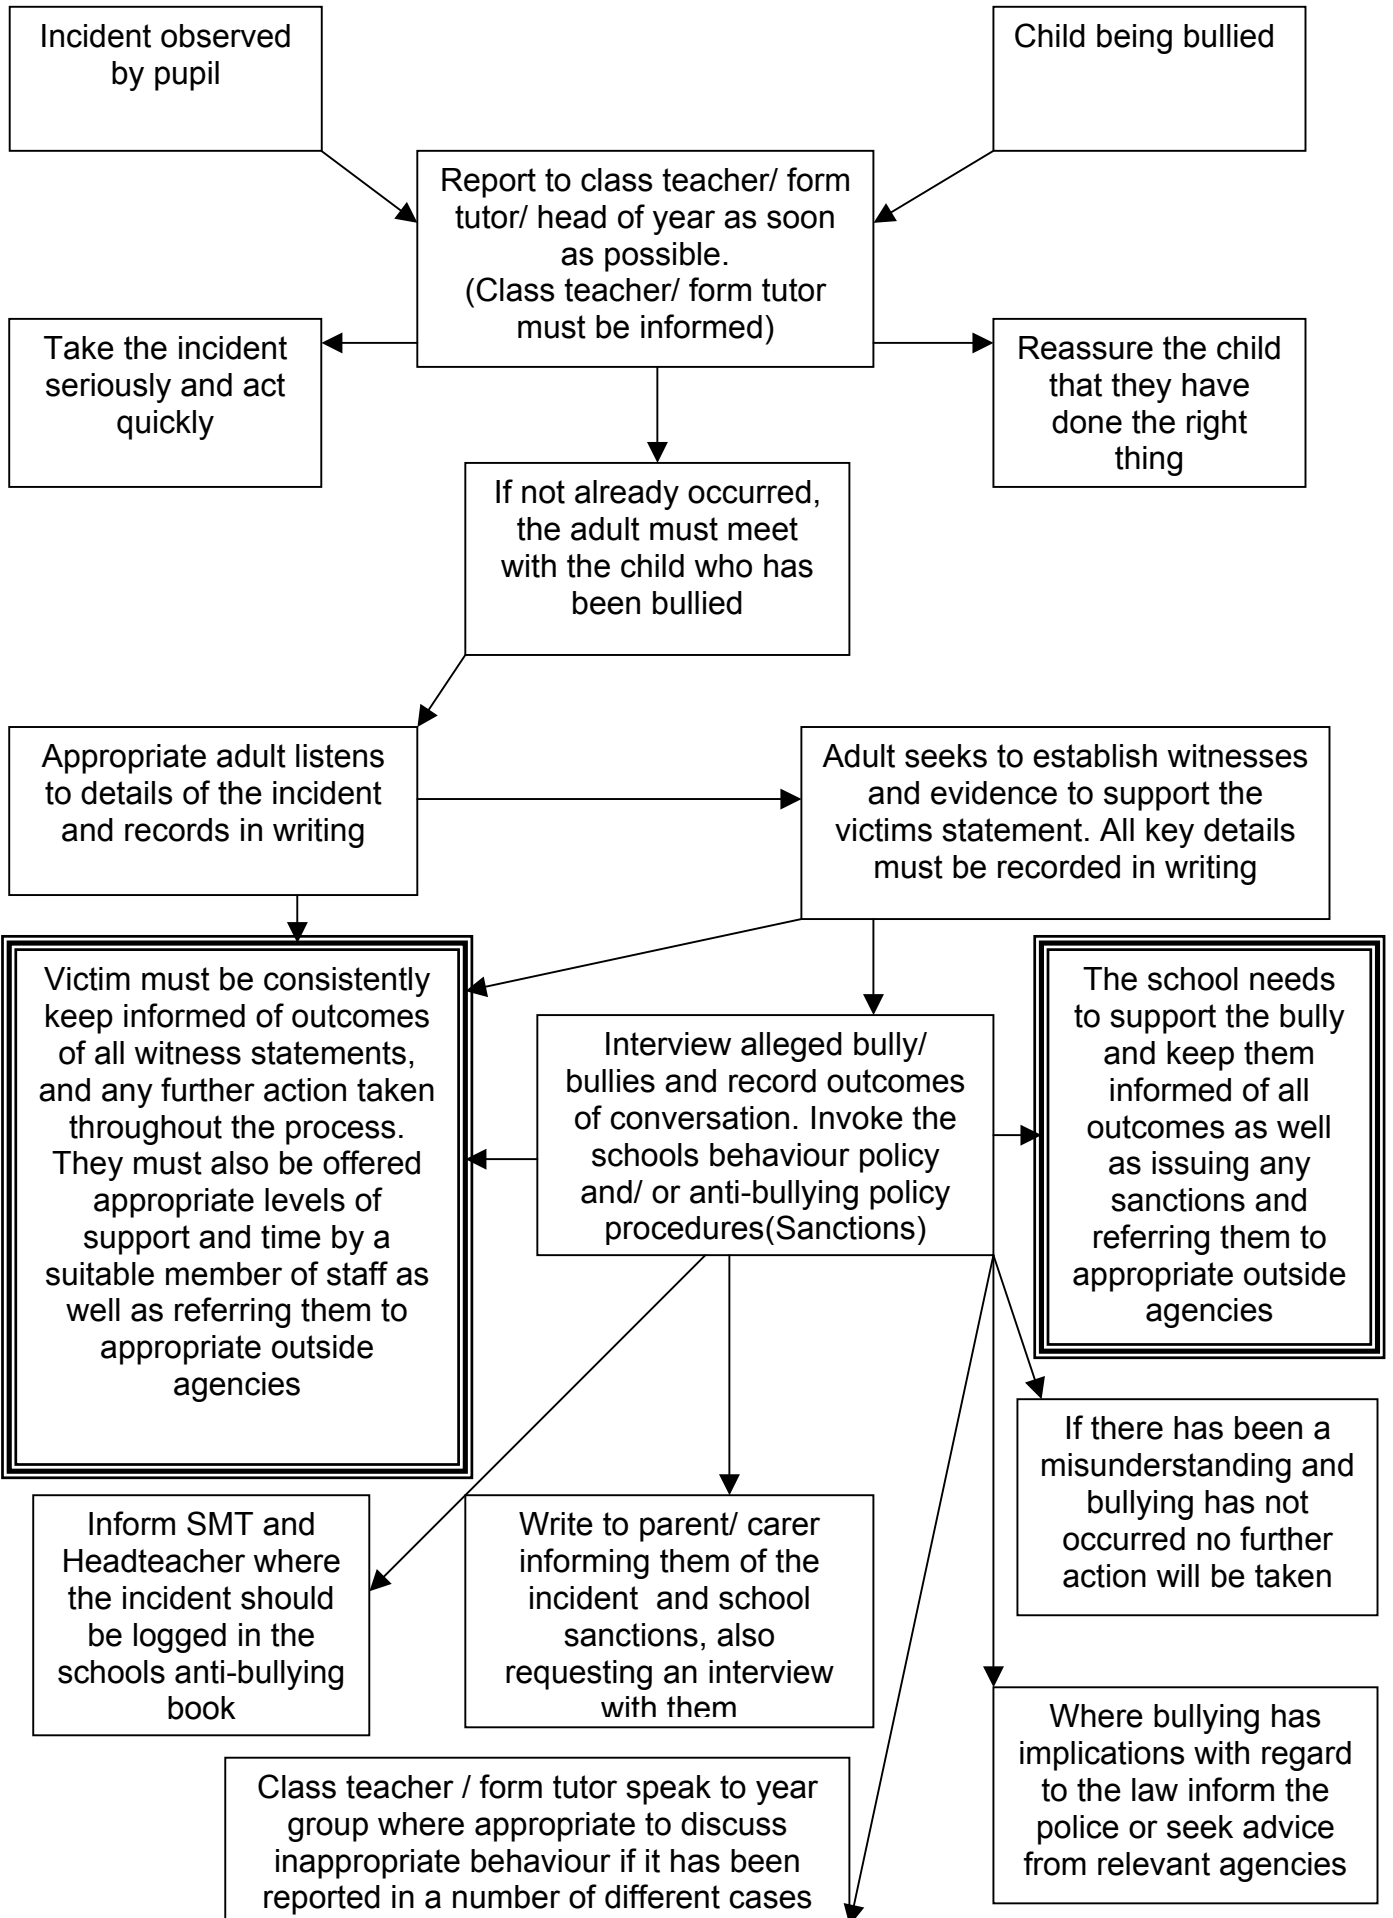 Incident observed
by pupil
Child being bullied
Report to class teacher/ form
tutor/ head of year as soon
as possible.
(Class teacher/ form tutor
must be informed)
Take the incident
seriously and act
quickly
Reassure the child
that they have
done the right
thing
If not already occurred,
the adult must meet
with the child who has
been bullied
Appropriate adult listens
to details of the incident
and records in writing
Adult seeks to establish witnesses
and evidence to support the
victims statement. All key details
must be recorded in writing
Victim must be consistently
keep informed of outcomes
of all witness statements,
and any further action taken
throughout the process.
They must also be offered
appropriate levels of
support and time by a
suitable member of staff as
well as referring them to
appropriate outside
agencies
Interview alleged bully/
bullies and record outcomes
of conversation. Invoke the
schools behaviour policy
and/ or anti-bullying policy
procedures(Sanctions)
The school needs
to support the bully
and keep them
informed of all
outcomes as well
as issuing any
sanctions and
referring them to
appropriate outside
agencies
If there has been a
misunderstanding and
bullying has not
occurred no further
action will be taken
Inform SMT and
Headteacher where
the incident should
be logged in the
schools anti-bullying
book
Write to parent/ carer
informing them of the
incident  and school
sanctions, also
requesting an interview
with them
Where bullying has
implications with regard
to the law inform the
police or seek advice
from relevant agencies
Class teacher / form tutor speak to year
group where appropriate to discuss
inappropriate behaviour if it has been
reported in a number of different cases